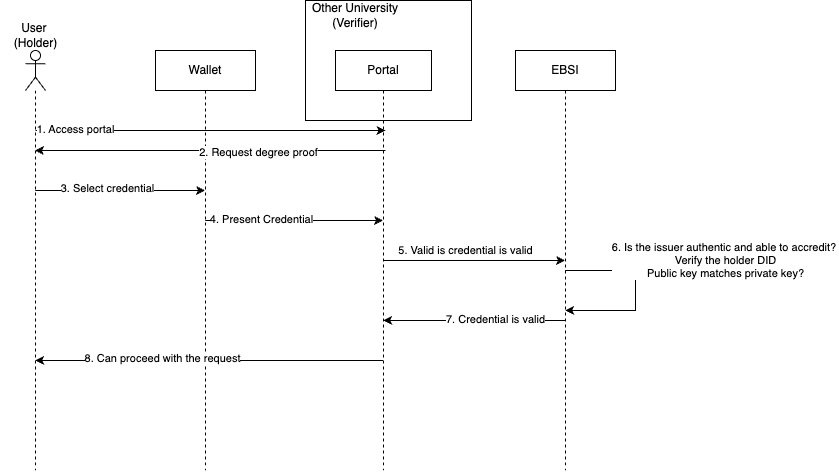 Other University
(Verifier)
User
(Holder)
Wallet
Portal
EBSI
1. Access portal
2. Request degree proof
3. Select credential
4. Present Credential
5. Valid is credential is valid
6. Is the issuer authentic and able to accredit?
Verify the holder DID
Public key matches private key?
7. Credential is valid
8. Can proceed with the request